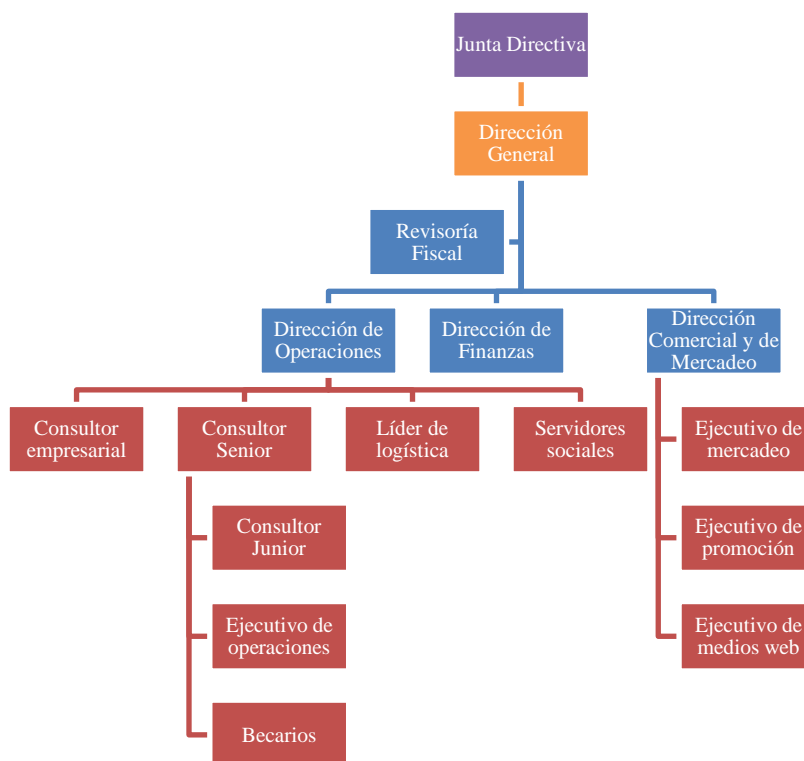 Junta Directiva
Dirección
General
Revisoría
Fiscal
Dirección de
Operaciones
Dirección de
Finanzas
Dirección
Comercial y de
Mercadeo
Consultor
empresarial
Consultor
Senior
Líder de
logística
Servidores
sociales
Ejecutivo de
mercadeo
Consultor
Junior
Ejecutivo de
promoción
Ejecutivo de
operaciones
Ejecutivo de
medios web
Becarios